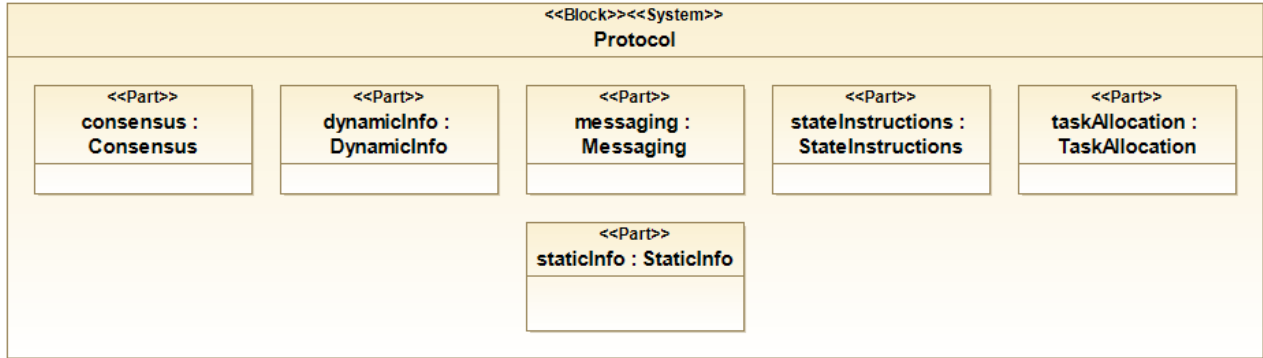 <<Block>><<System>>
Protocol
<<Part>>
consensus :
Consensus
<<Part>>
dynamicInfo :
DynamicInfo
<<Part>>
messaging :
Messaging
<<Part>>
stateInstructions :
StateInstructions
<<Part>>
taskAllocation :
TaskAllocation
<<Part>>
staticInfo : StaticInfo